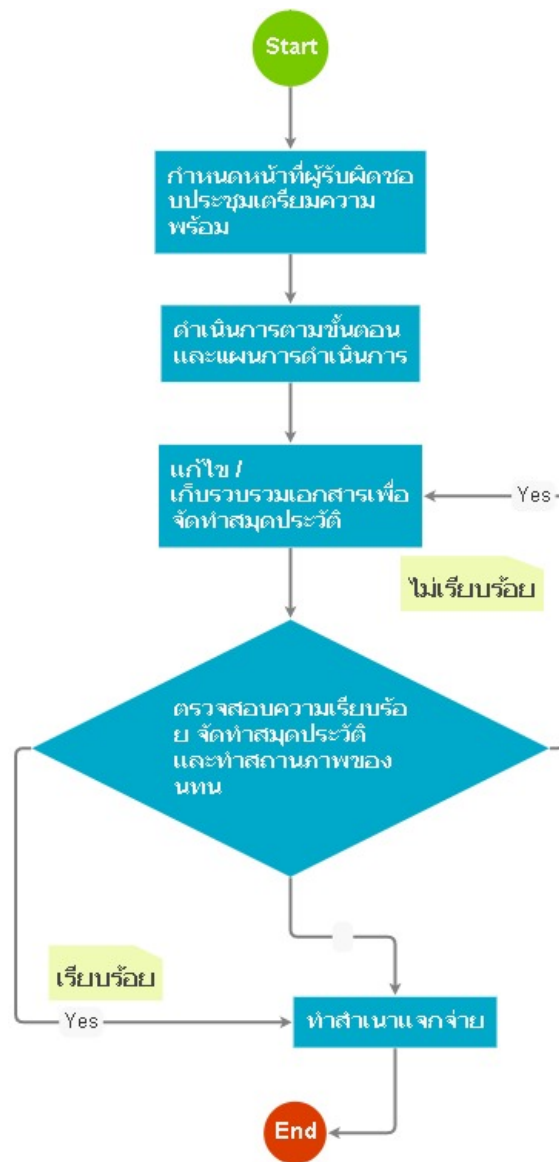 Start
กำหนดหน้าที่ผู้รับผิดชอ
บประชุมเตรียมความ
พร้อม
ดำเนินการตามขั้นตอน
และแผนการดำเนินการ
แก้ไข /
เก็บรวบรวมเอกสารเพื่อ
จัดทำสมุดประวัติ
Yes
ไม่เรียบร้อย
ตรวจสอบความเรียบร้อ
ย จัดทำสมุดประวัติ
และทำสถานภาพของ
นทน
เรียบร้อย
Yes
ทำสำเนาแจกจ่าย
End